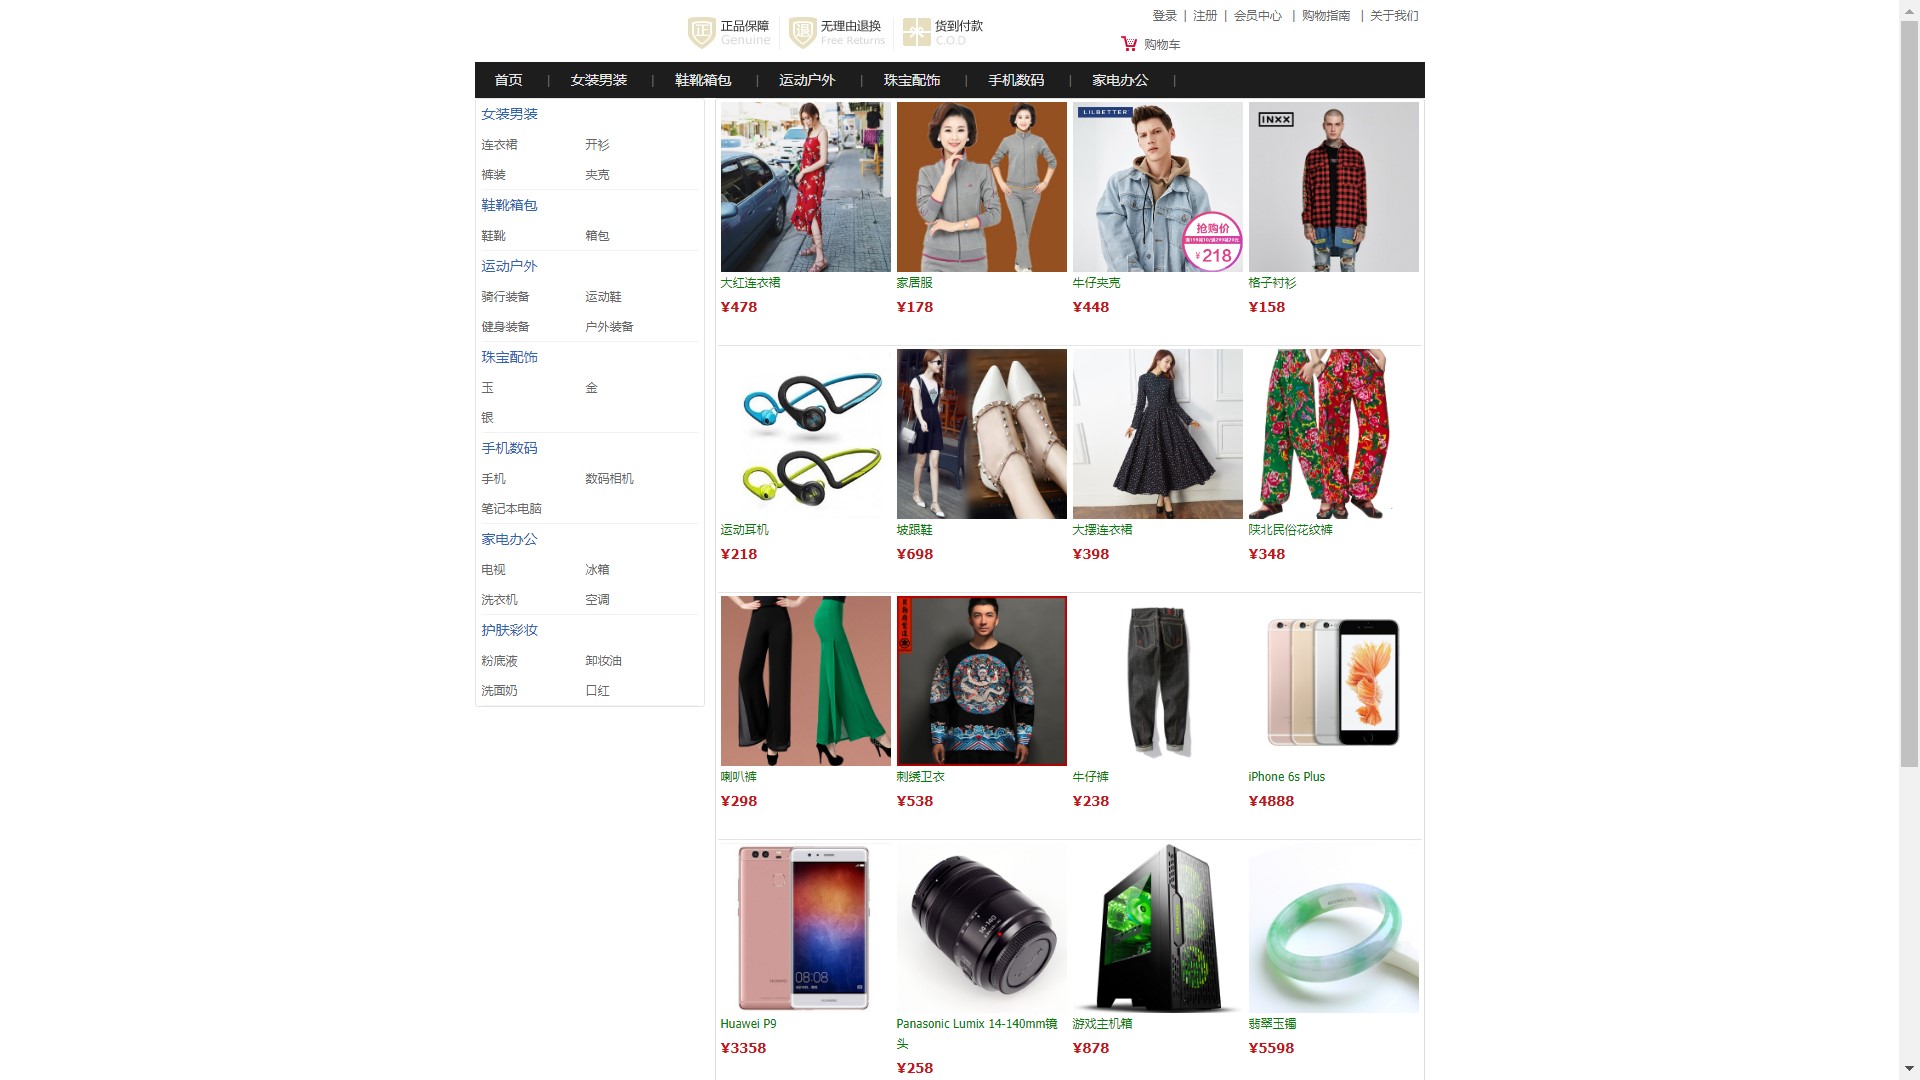 登录 | 注册 | 会员中心 | 购物指南 | 关于我们
正品保障
Genuine
无理由退换
Free Returns
货到付款
C.O.D
购物车
首页 | 女装男装 | 鞋靴箱包 | 运动户外 | 珠宝配饰 | 手机数码 | 家电办公 |
女装男装
连衣裙 开衫
裤装 夹克
鞋靴箱包
鞋靴 箱包
运动户外
骑行装备 运动鞋
健身装备 户外装备
珠宝配饰
玉 金
银
手机数码
手机 数码相机
笔记本电脑
家电办公
电视 冰箱
洗衣机 空调
护肤彩妆
粉底液 卸妆油
洗面奶 口红
LILBETTER
抢购价
¥218
INXX
大红连衣裙 家居服 牛仔夹克 格子衬衫
¥478 ¥178 ¥448 ¥158
运动耳机 坡跟鞋 大摆连衣裙 陕北民俗花纹裤
¥218 ¥698 ¥398 ¥348
喇叭裤 刺绣卫衣 牛仔裤 iPhone 6s Plus
¥298 ¥538 ¥238 ¥4888
08:08
14-140
Huawei P9 Panasonic Lumix 14-140mm镜头 游戏主机箱 翡翠玉镯
¥3358 ¥258 ¥878 ¥5598